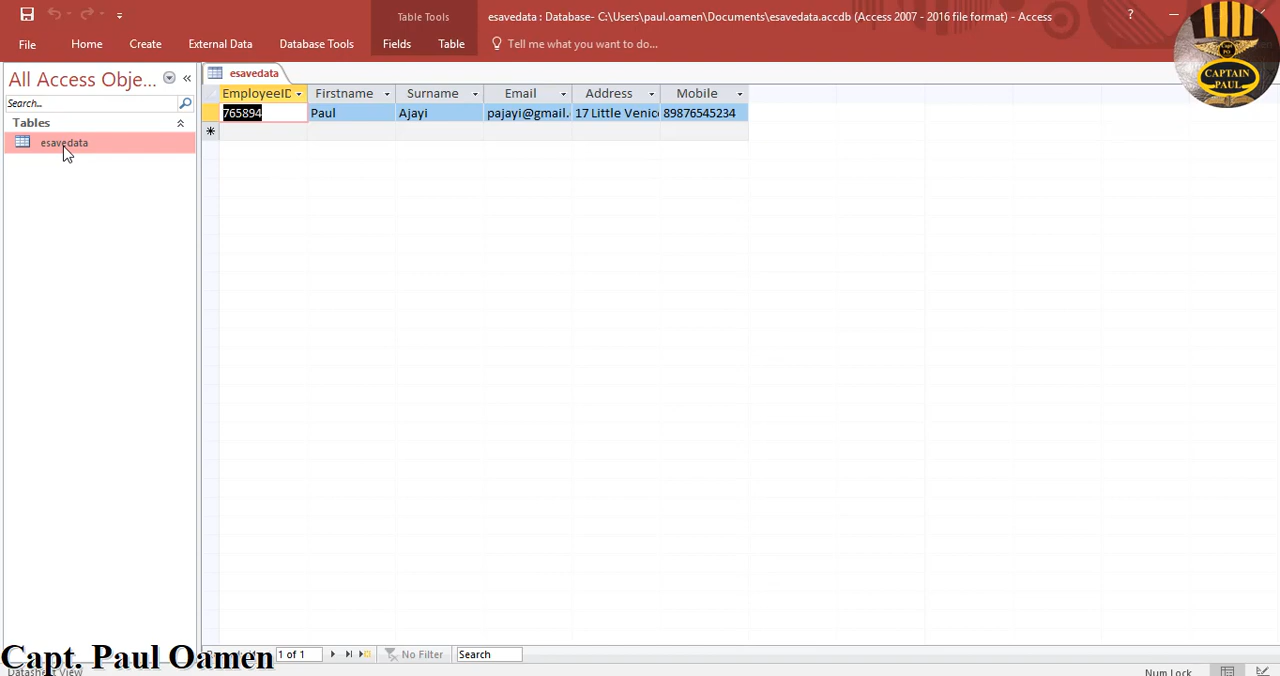 Table Tools
esavedata : Database- C:\Users\paul.oamen\Documents\esavedata.accdb (Access 2007 - 2016 file format) - Access
?
File Home Create External Data Database Tools Fields Table Tell me what you want to do...
CAPTAIN
PAUL
All Access Obje...
Search...
Tables
esavedata
esavedata
EmployeeID Firstname Surname Email Address Mobile
765894 Paul Ajayi pajayi@gmail. 17 Little Venic 89876545234
Capt. Paul Oamen
1 of 1 No Filter Search
Datasheet View
Num Lock